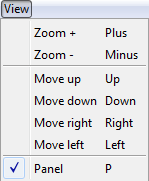 View
Zoom + Plus
Zoom - Minus
Move up Up
Move down Down
Move right Right
Move left Left
Panel P